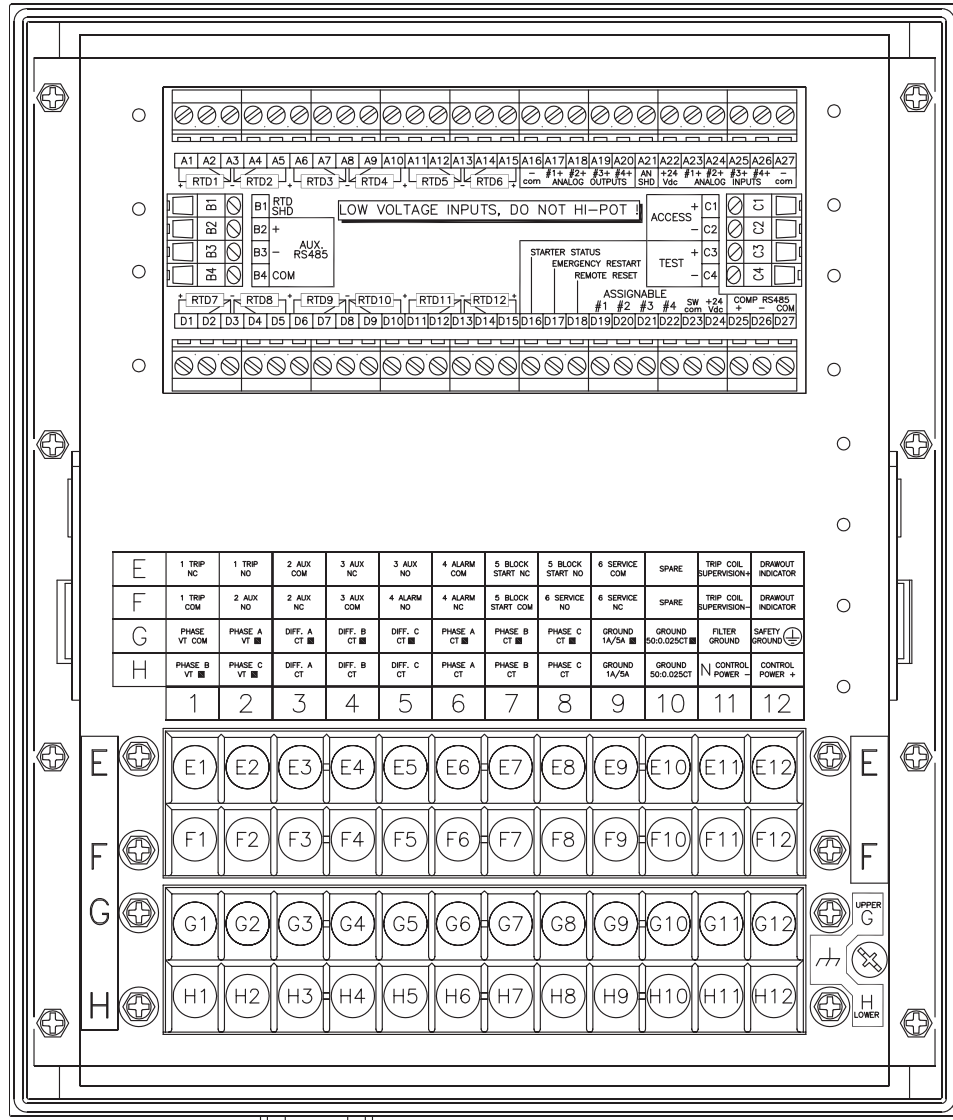 A1 A2 A3 A4 A5 A6 A7 A8 A9 A10 A11 A12 A13 A14 A15 A16 A17 A18 A19 A20 A21 A22 A23 A24 A25 A26 A27
+ RTD1 - RTD2 + + RTD3 - RTD4 + + RTD5 - RTD6 +
- com #1+ #2+ #3+ #4+ AN SHD +24 Vdc #1+ #2+ #3+ #4+ - com
ANALOG OUTPUTS ANALOG INPUTS
B1 B1 RTD SHD
B2 B2 +
B3 B3 -
B4 B4 COM
AUX. RS485
LOW VOLTAGE INPUTS, DO NOT HI-POT !
ACCESS + C1 C1
- C2 C2
TEST + C3 C3
- C4 C4
STARTER STATUS
EMERGENCY RESTART
REMOTE RESET
ASSIGNABLE
#1 #2 #3 #4 SW com +24 Vdc COMP RS485
+ - COM
+ RTD7 - RTD8 + + RTD9 - RTD10 + + RTD11 - RTD12 +
D1 D2 D3 D4 D5 D6 D7 D8 D9 D10 D11 D12 D13 D14 D15 D16 D17 D18 D19 D20 D21 D22 D23 D24 D25 D26 D27
E 1 TRIP NC 1 TRIP NO 2 AUX COM 3 AUX NC 3 AUX NO 4 ALARM COM 5 BLOCK START NC 5 BLOCK START NO 6 SERVICE COM SPARE TRIP COIL SUPERVISION+ DRAWOUT INDICATOR
F 1 TRIP COM 2 AUX NO 2 AUX NC 3 AUX COM 4 ALARM NO 4 ALARM NC 5 BLOCK START COM 6 SERVICE NO 6 SERVICE NC SPARE TRIP COIL SUPERVISION- DRAWOUT INDICATOR
G PHASE VT COM PHASE A VT DIFF. A CT DIFF. B CT DIFF. C CT PHASE A CT PHASE B CT PHASE C CT GROUND 1A/5A GROUND 50:0.025CT FILTER GROUND SAFETY GROUND
H PHASE B VT PHASE C VT DIFF. A CT DIFF. B CT DIFF. C CT PHASE A CT PHASE B CT PHASE C CT GROUND 1A/5A GROUND 50:0.025CT N CONTROL POWER - CONTROL POWER +
1 2 3 4 5 6 7 8 9 10 11 12
E E1 E2 E3 E4 E5 E6 E7 E8 E9 E10 E11 E12 E
F F1 F2 F3 F4 F5 F6 F7 F8 F9 F10 F11 F12 F
G G1 G2 G3 G4 G5 G6 G7 G8 G9 G10 G11 G12 UPPER G
H H1 H2 H3 H4 H5 H6 H7 H8 H9 H10 H11 H12 H LOWER